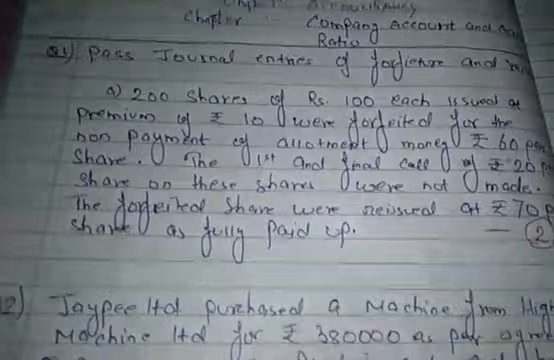 Chapter Company Account and
Ratio
Q1) Pass Journal entries of forfieture and
a) 200 Shares of Rs. 100 each issued at
premium of ₹ 10 were forfeited for the
non payment of allotment money ₹ 60 per
share. The 1st and final call of ₹ 20 p
share on these shares were not made.
The forfeited share were reissued at ₹ 70 p
share as fully paid up. — 2
2) Jaypee ltd purchased a Machine from High
Machine ltd for ₹ 380000 as per